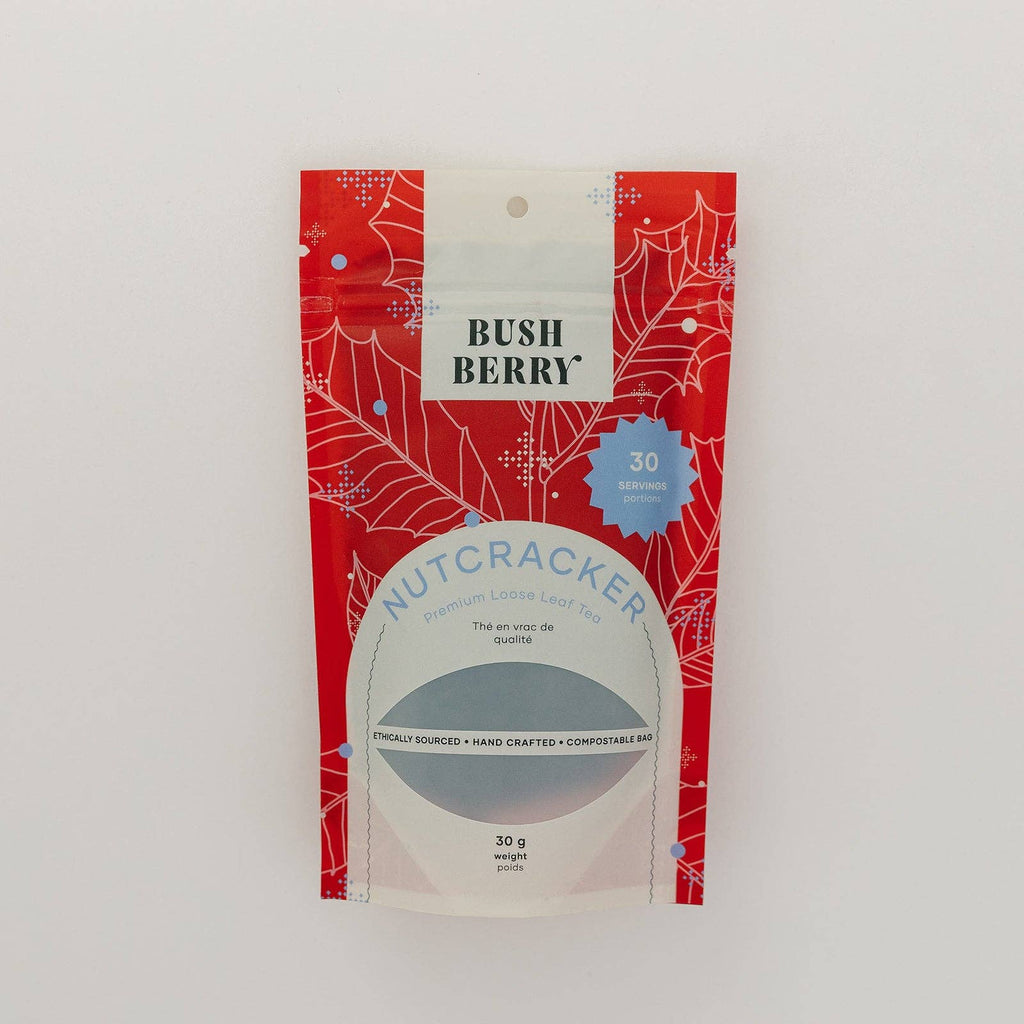 BUSH
BERRY
30
SERVINGS
portions
NUTCRACKER
Premium Loose Leaf Tea
Thé en vrac de
qualité
ETHICALLY SOURCED • HAND CRAFTED • COMPOSTABLE BAG
30 g
weight
poids